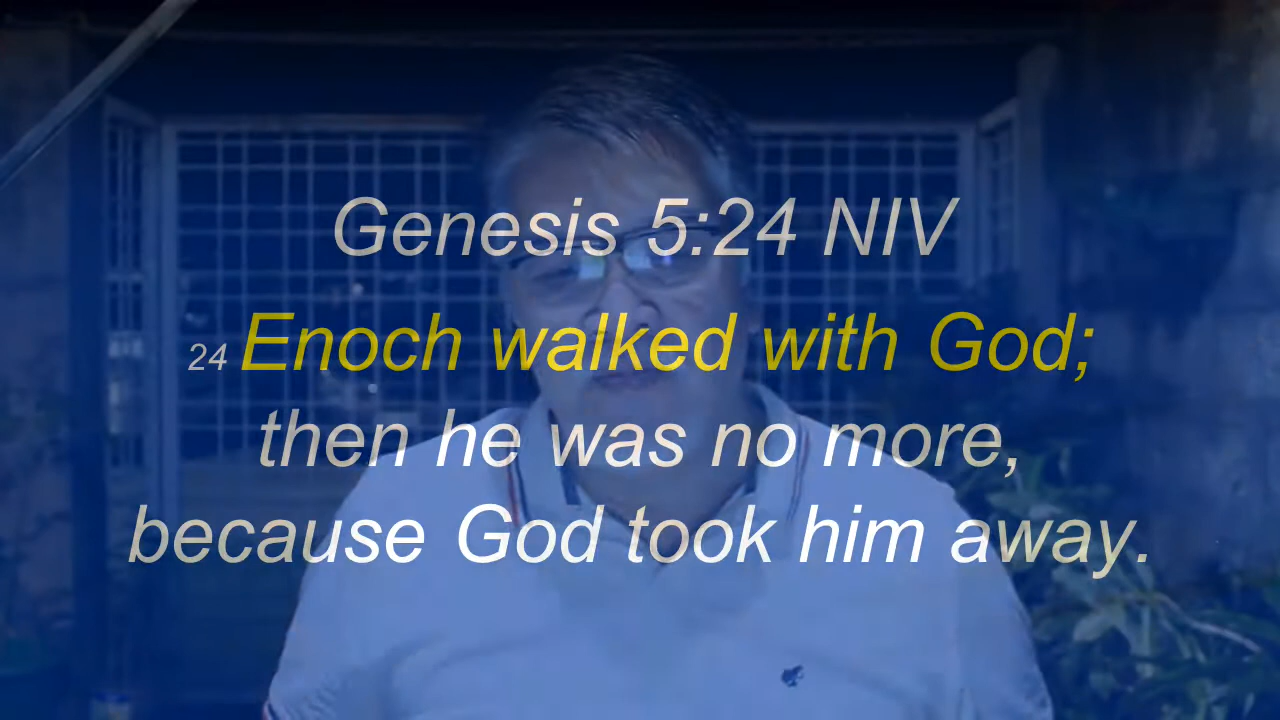 Genesis 5:24 NIV
24 Enoch walked with God;
then he was no more,
because God took him away.